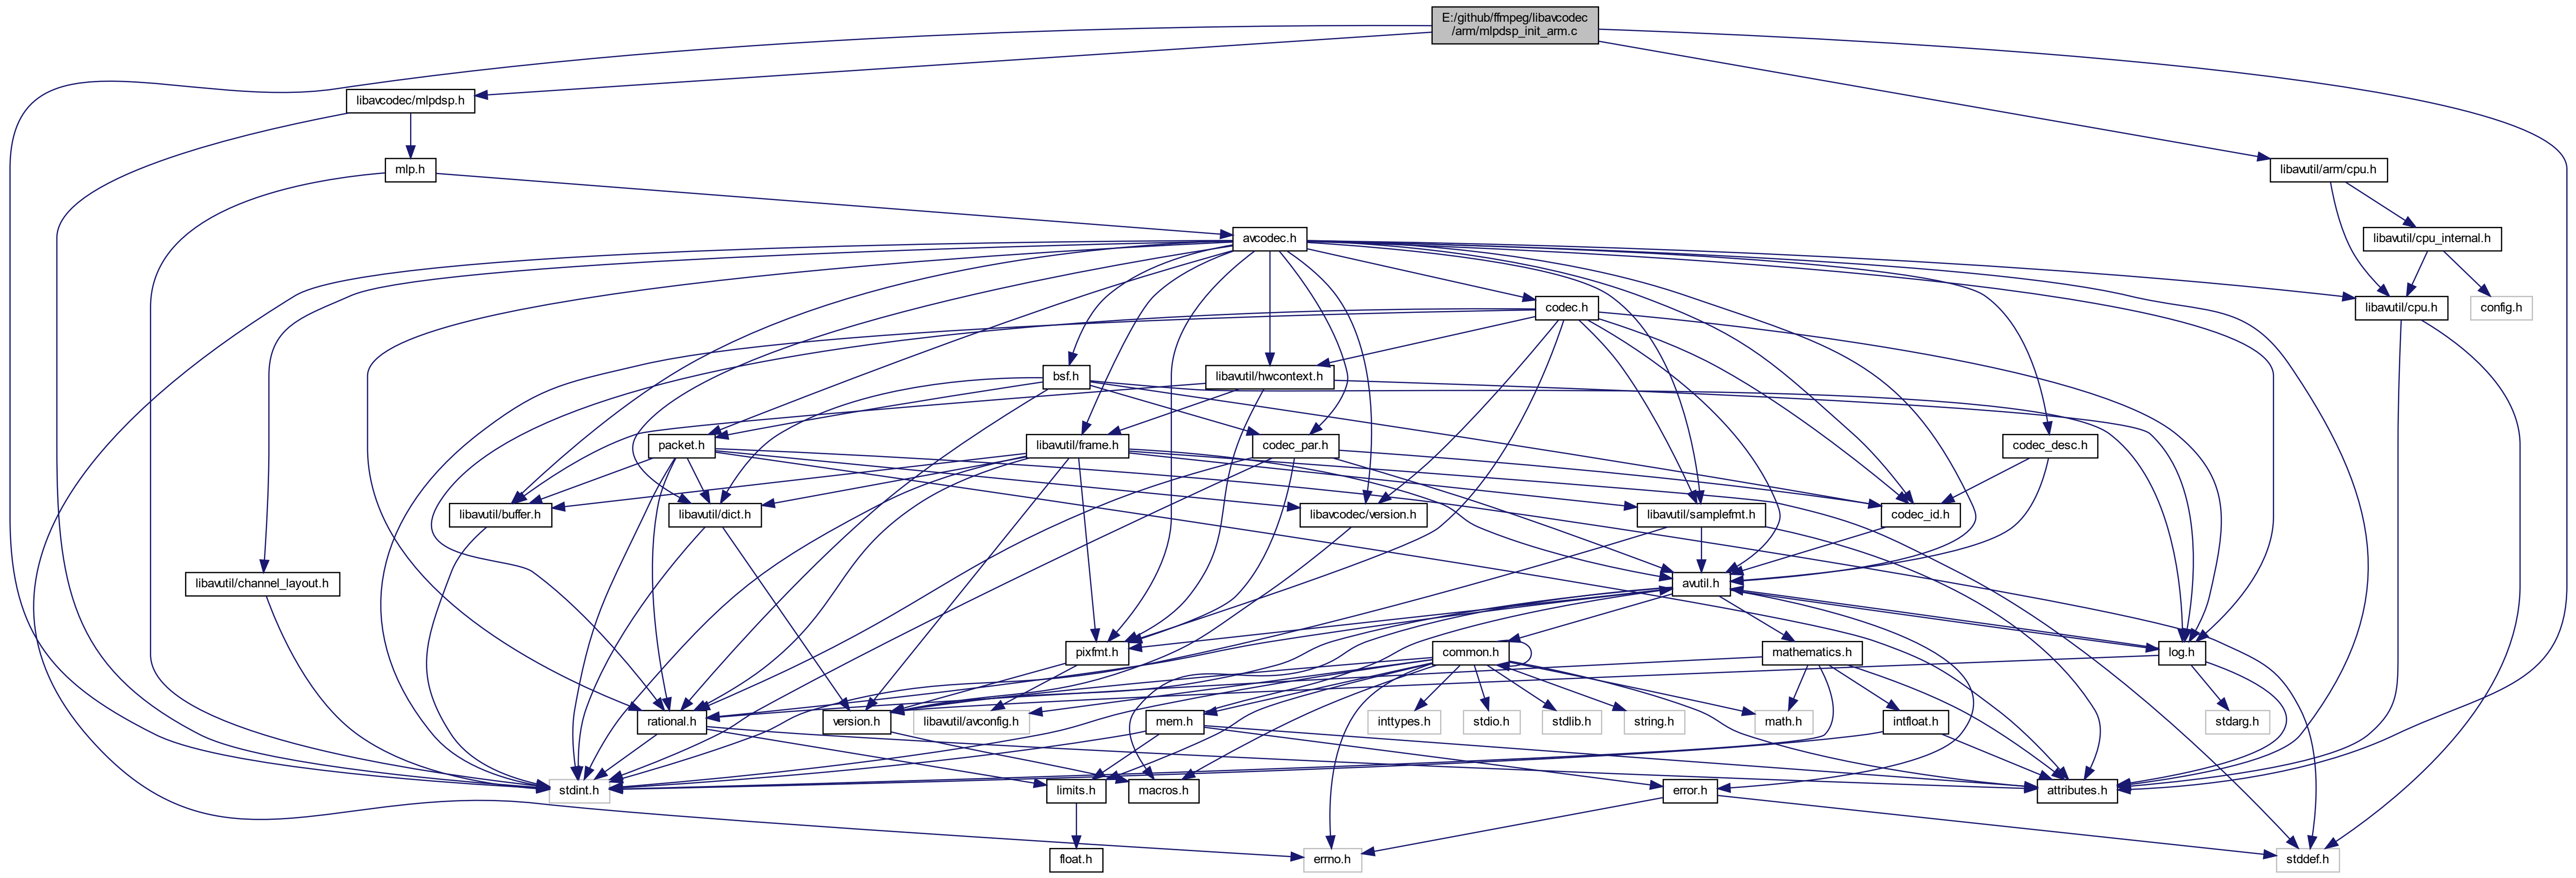 E:/github/ffmpeg/libavcodec
/arm/mlpdsp_init_arm.c
libavcodec/mlpdsp.h
mlp.h
libavutil/arm/cpu.h
avcodec.h
libavutil/cpu_internal.h
codec.h
libavutil/cpu.h
config.h
bsf.h
libavutil/hwcontext.h
packet.h
libavutil/frame.h
codec_par.h
codec_desc.h
libavutil/buffer.h
libavutil/dict.h
libavcodec/version.h
libavutil/samplefmt.h
codec_id.h
libavutil/channel_layout.h
avutil.h
pixfmt.h
common.h
mathematics.h
log.h
rational.h
version.h
libavutil/avconfig.h
mem.h
inttypes.h
stdio.h
stdlib.h
string.h
math.h
intfloat.h
stdarg.h
stdint.h
limits.h
macros.h
error.h
attributes.h
float.h
errno.h
stddef.h